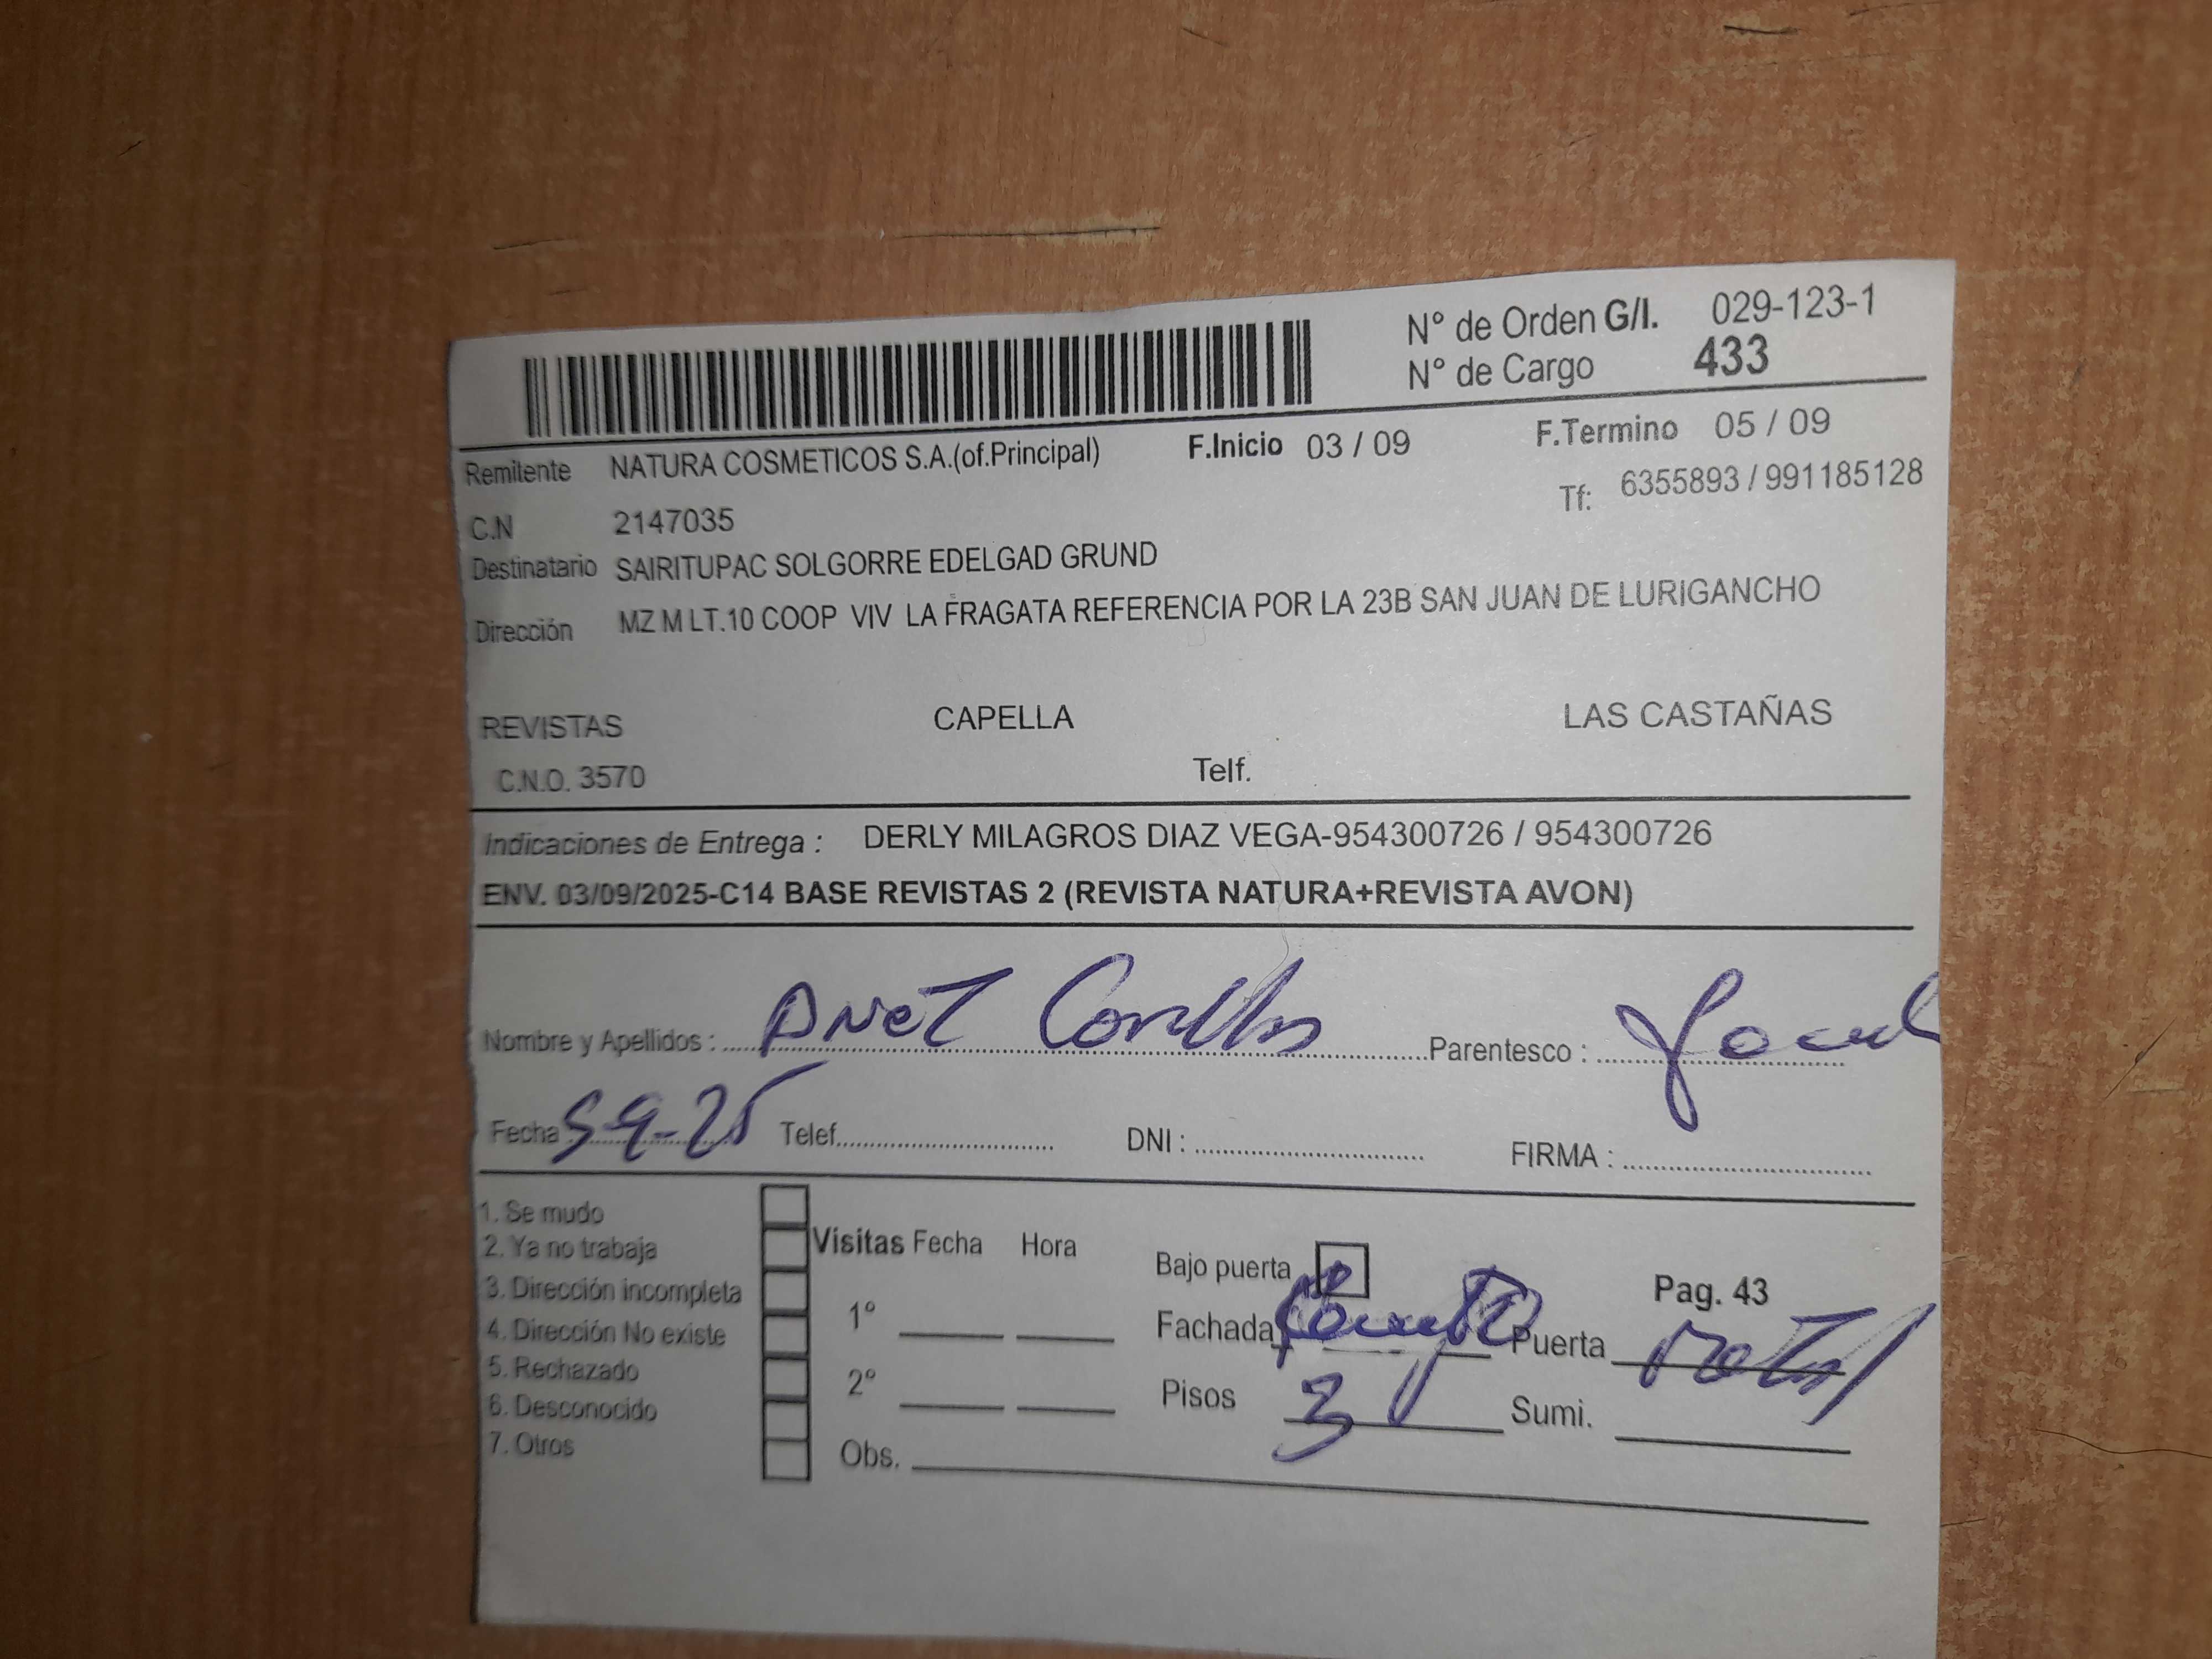 N° de Orden G/I. 029-123-1
N° de Cargo 433
Remitente NATURA COSMETICOS S.A.(of.Principal) F.Inicio 03 / 09 F.Termino 05 / 09
Tf: 6355893 / 991185128
C.N 2147035
Destinatario SAIRITUPAC SOLGORRE EDELGAD GRUND
Dirección MZ M LT.10 COOP VIV LA FRAGATA REFERENCIA POR LA 23B SAN JUAN DE LURIGANCHO
REVISTAS CAPELLA LAS CASTAÑAS
C.N.O. 3570 Telf.
Indicaciones de Entrega : DERLY MILAGROS DIAZ VEGA-954300726 / 954300726
ENV. 03/09/2025-C14 BASE REVISTAS 2 (REVISTA NATURA+REVISTA AVON)
Nombre y Apellidos : Anet Parentesco :
Fecha 5 9-25 Telef. DNI : FIRMA :
1. Se mudo
2. Ya no trabaja Visitas Fecha Hora Bajo puerta
3. Dirección incompleta Pag. 43
4. Dirección No existe 1° Fachada Puerta Metal
5. Rechazado 2° Pisos 3 Sumi.
6. Desconocido
7. Otros Obs.